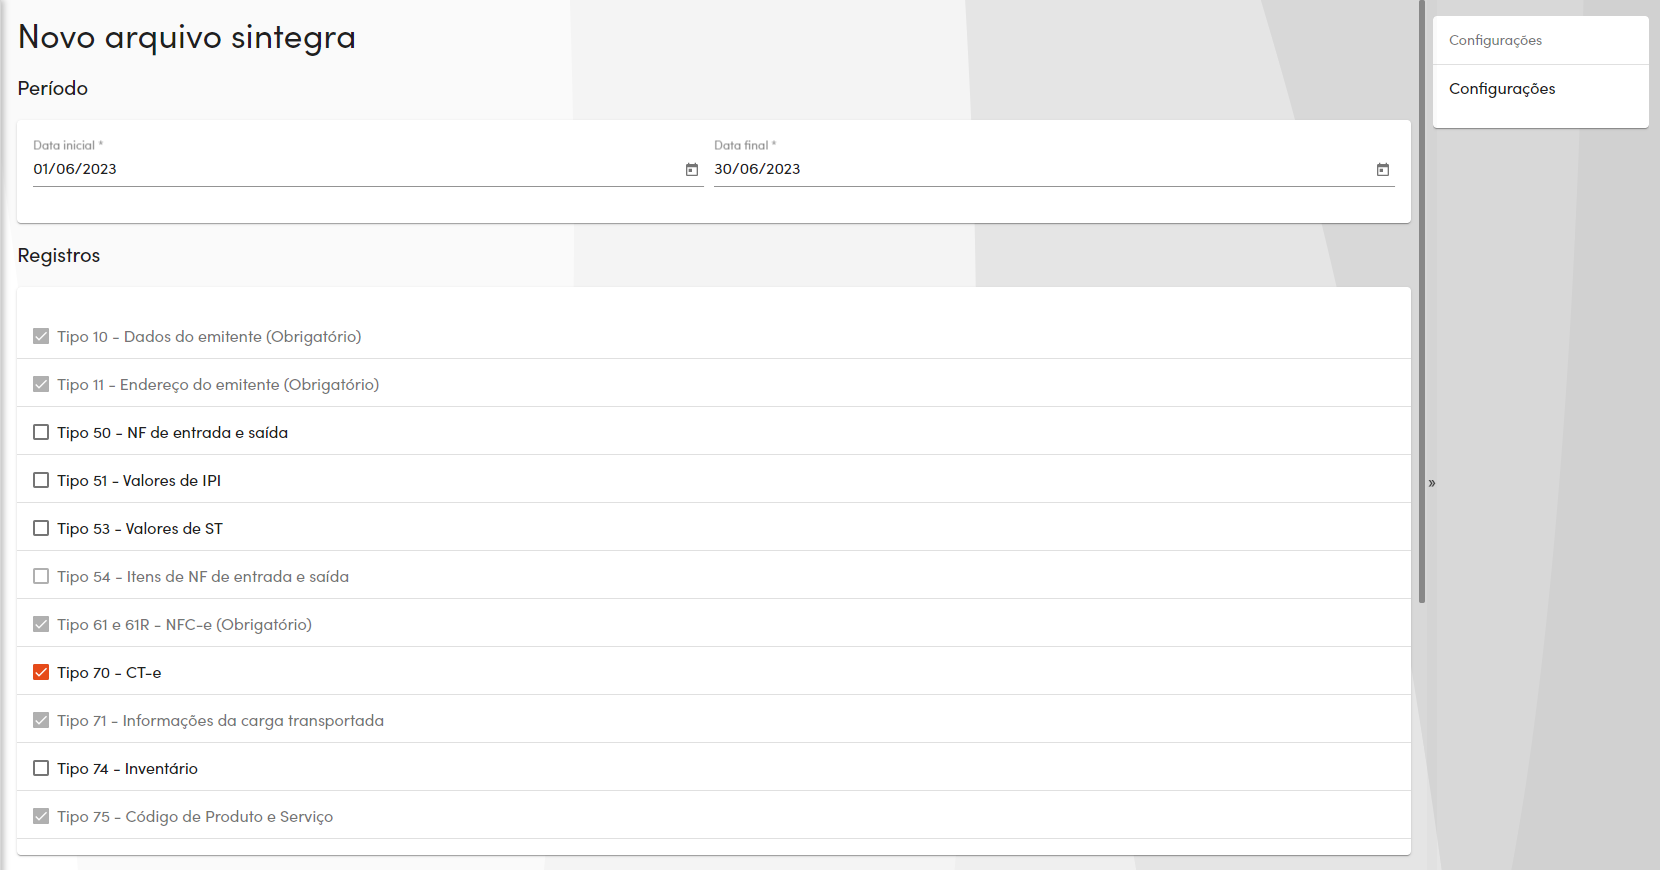 Novo arquivo sintegra
Período
Data inicial *
01/06/2023
Data final *
30/06/2023
Registros
Tipo 10 - Dados do emitente (Obrigatório)
Tipo 11 - Endereço do emitente (Obrigatório)
Tipo 50 - NF de entrada e saída
Tipo 51 - Valores de IPI
Tipo 53 - Valores de ST
Tipo 54 - Itens de NF de entrada e saída
Tipo 61 e 61R - NFC-e (Obrigatório)
Tipo 70 - CT-e
Tipo 71 - Informações da carga transportada
Tipo 74 - Inventário
Tipo 75 - Código de Produto e Serviço
»
Configurações
Configurações